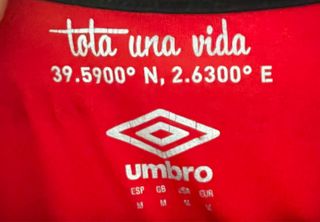 tota una vida
39.5900° N, 2.6300° E
umbro
ESP GB USA EUR
M M M M